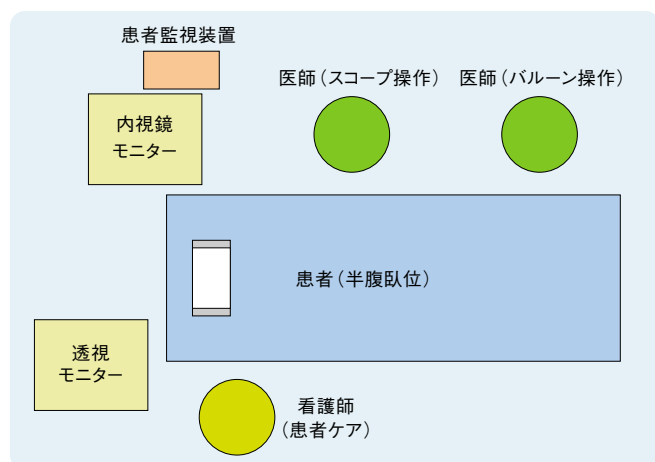 患者監視装置
医師（スコープ操作）
医師（バルーン操作）
内視鏡
モニター
患者（半腹臥位）
透視
モニター
看護師
（患者ケア）